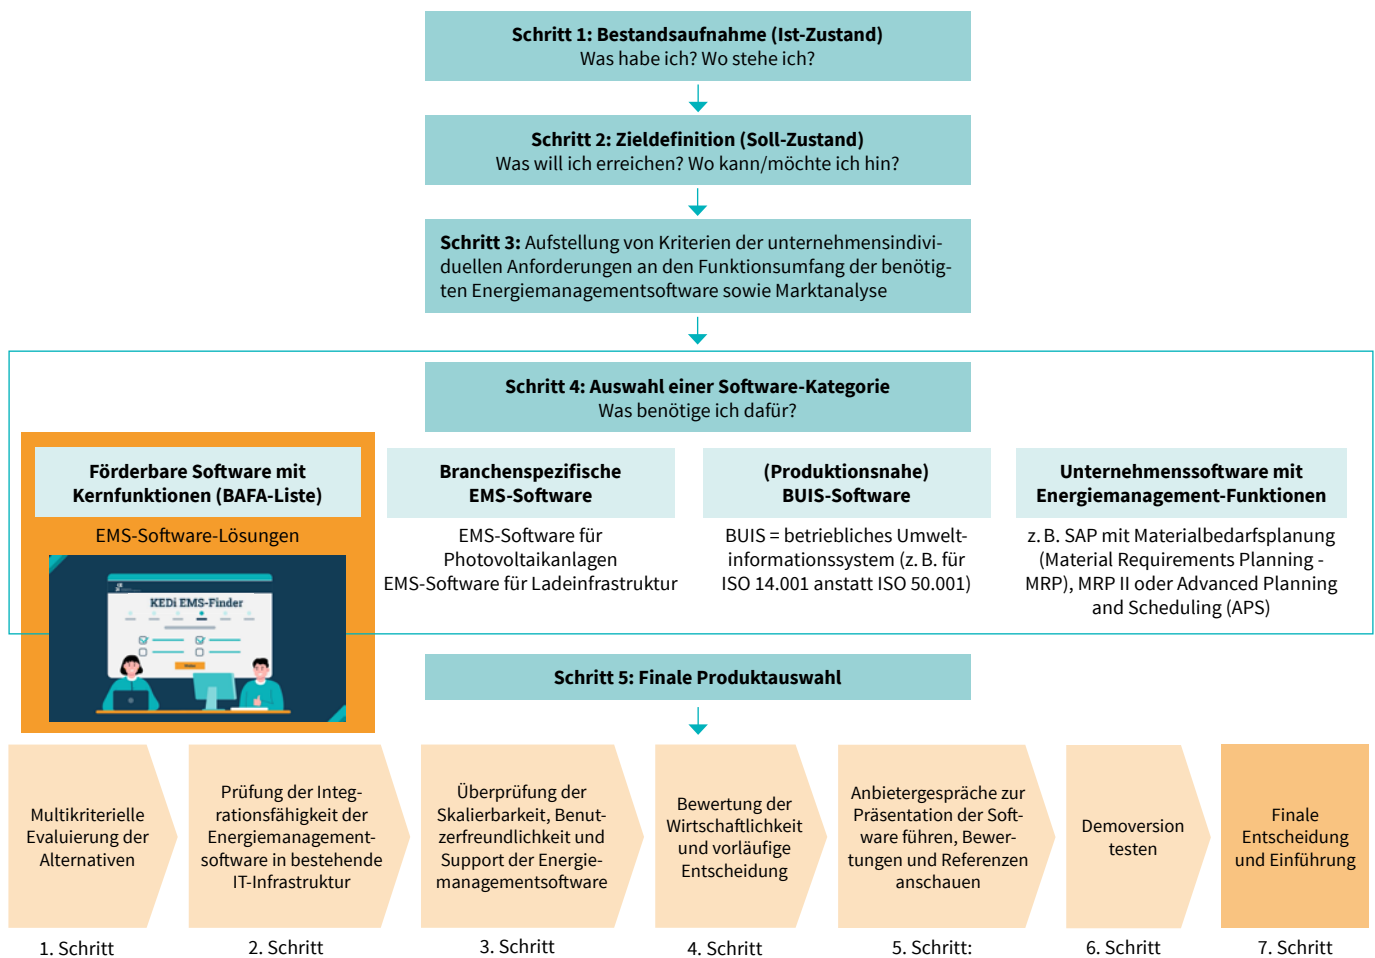 Schritt 1: Bestandsaufnahme (Ist-Zustand)
Was habe ich? Wo stehe ich?
Schritt 2: Zieldefinition (Soll-Zustand)
Was will ich erreichen? Wo kann/möchte ich hin?
Schritt 3: Aufstellung von Kriterien der unternehmensindivi-
duellen Anforderungen an den Funktionsumfang der benötig-
ten Energiemanagementsoftware sowie Marktanalyse
Schritt 4: Auswahl einer Software-Kategorie
Was benötige ich dafür?
Förderbare Software mit
Kernfunktionen (BAFA-Liste)
EMS-Software-Lösungen
KEDi EMS-Finder
Branchenspezifische
EMS-Software
EMS-Software für
Photovoltaikanlagen
EMS-Software für Ladeinfrastruktur
(Produktionsnahe)
BUIS-Software
BUIS = betriebliches Umwelt-
informationssystem (z. B. für
ISO 14.001 anstatt ISO 50.001)
Unternehmenssoftware mit
Energiemanagement-Funktionen
z. B. SAP mit Materialbedarfsplanung
(Material Requirements Planning -
MRP), MRP II oder Advanced Planning
and Scheduling (APS)
Schritt 5: Finale Produktauswahl
Multikriterielle
Evaluierung der
Alternativen
1. Schritt
Prüfung der Integ-
rationsfähigkeit der
Energiemanagement-
software in bestehende
IT-Infrastruktur
2. Schritt
Überprüfung der
Skalierbarkeit, Benut-
zerfreundlichkeit und
Support der Energie-
managementsoftware
3. Schritt
Bewertung der
Wirtschaftlichkeit
und vorläufige
Entscheidung
4. Schritt
Anbietergespräche zur
Präsentation der Soft-
ware führen, Bewer-
tungen und Referenzen
anschauen
5. Schritt:
Demoversion
testen
6. Schritt
Finale
Entscheidung
und Einführung
7. Schritt